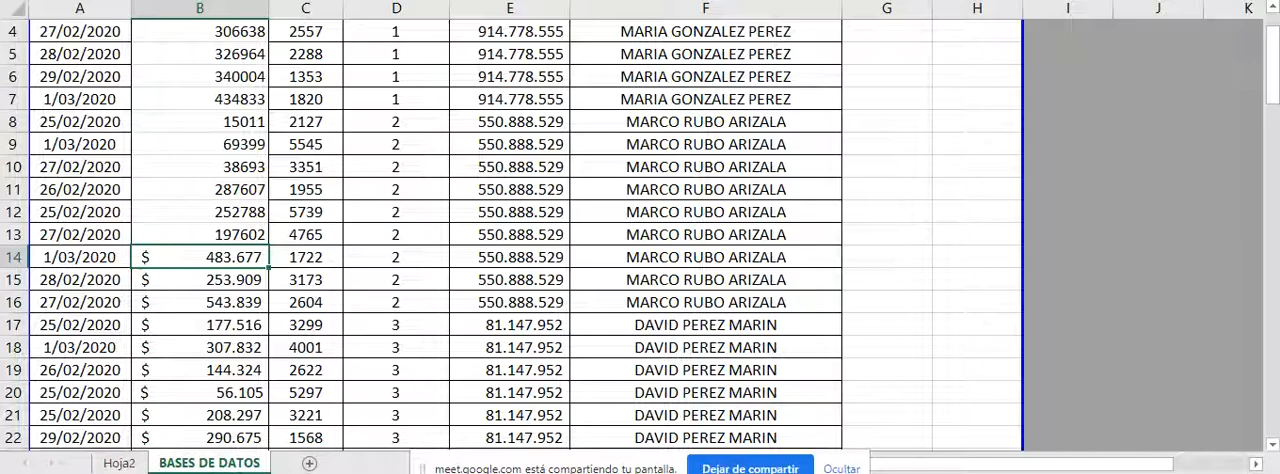 A B C D E F G H I J K
4 27/02/2020 306638 2557 1 914.778.555 MARIA GONZALEZ PEREZ
5 28/02/2020 326964 2288 1 914.778.555 MARIA GONZALEZ PEREZ
6 29/02/2020 340004 1353 1 914.778.555 MARIA GONZALEZ PEREZ
7 1/03/2020 434833 1820 1 914.778.555 MARIA GONZALEZ PEREZ
8 25/02/2020 15011 2127 2 550.888.529 MARCO RUBO ARIZALA
9 1/03/2020 69399 5545 2 550.888.529 MARCO RUBO ARIZALA
10 27/02/2020 38693 3351 2 550.888.529 MARCO RUBO ARIZALA
11 26/02/2020 287607 1955 2 550.888.529 MARCO RUBO ARIZALA
12 25/02/2020 252788 5739 2 550.888.529 MARCO RUBO ARIZALA
13 27/02/2020 197602 4765 2 550.888.529 MARCO RUBO ARIZALA
14 1/03/2020 $ 483.677 1722 2 550.888.529 MARCO RUBO ARIZALA
15 28/02/2020 $ 253.909 3173 2 550.888.529 MARCO RUBO ARIZALA
16 27/02/2020 $ 543.839 2604 2 550.888.529 MARCO RUBO ARIZALA
17 25/02/2020 $ 177.516 3299 3 81.147.952 DAVID PEREZ MARIN
18 1/03/2020 $ 307.832 4001 3 81.147.952 DAVID PEREZ MARIN
19 26/02/2020 $ 144.324 2622 3 81.147.952 DAVID PEREZ MARIN
20 25/02/2020 $ 56.105 5297 3 81.147.952 DAVID PEREZ MARIN
21 25/02/2020 $ 208.297 3221 3 81.147.952 DAVID PEREZ MARIN
22 29/02/2020 $ 290.675 1568 3 81.147.952 DAVID PEREZ MARIN
Hoja2 BASES DE DATOS
meet.google.com está compartiendo tu pantalla. Dejar de compartir Ocultar